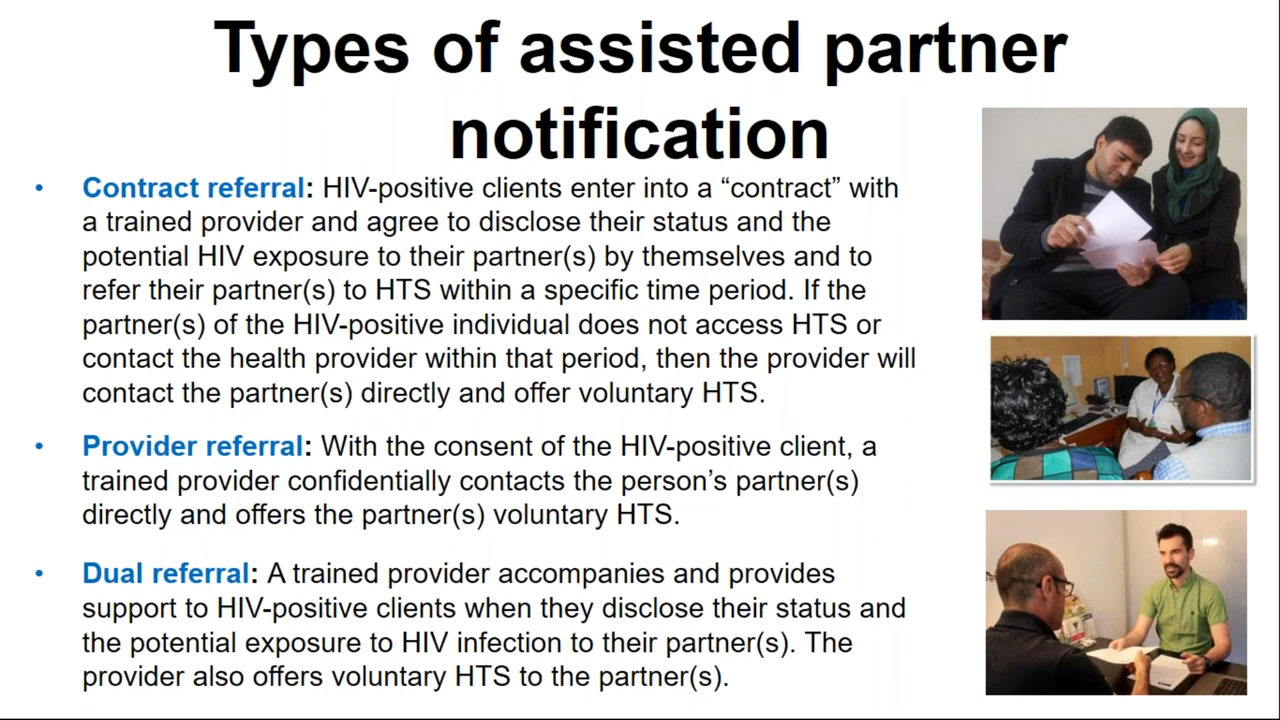 Types of assisted partner
notification
• Contract referral: HIV-positive clients enter into a “contract” with
a trained provider and agree to disclose their status and the
potential HIV exposure to their partner(s) by themselves and to
refer their partner(s) to HTS within a specific time period. If the
partner(s) of the HIV-positive individual does not access HTS or
contact the health provider within that period, then the provider will
contact the partner(s) directly and offer voluntary HTS.
• Provider referral: With the consent of the HIV-positive client, a
trained provider confidentially contacts the person’s partner(s)
directly and offers the partner(s) voluntary HTS.
• Dual referral: A trained provider accompanies and provides
support to HIV-positive clients when they disclose their status and
the potential exposure to HIV infection to their partner(s). The
provider also offers voluntary HTS to the partner(s).